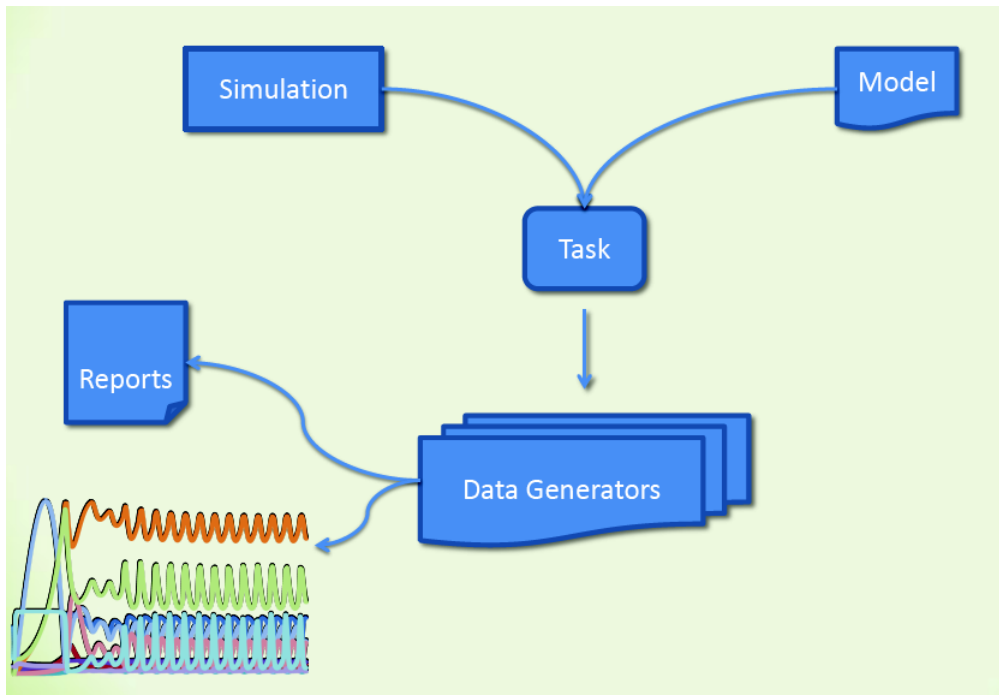 Simulation
Model
Task
Reports
Data Generators